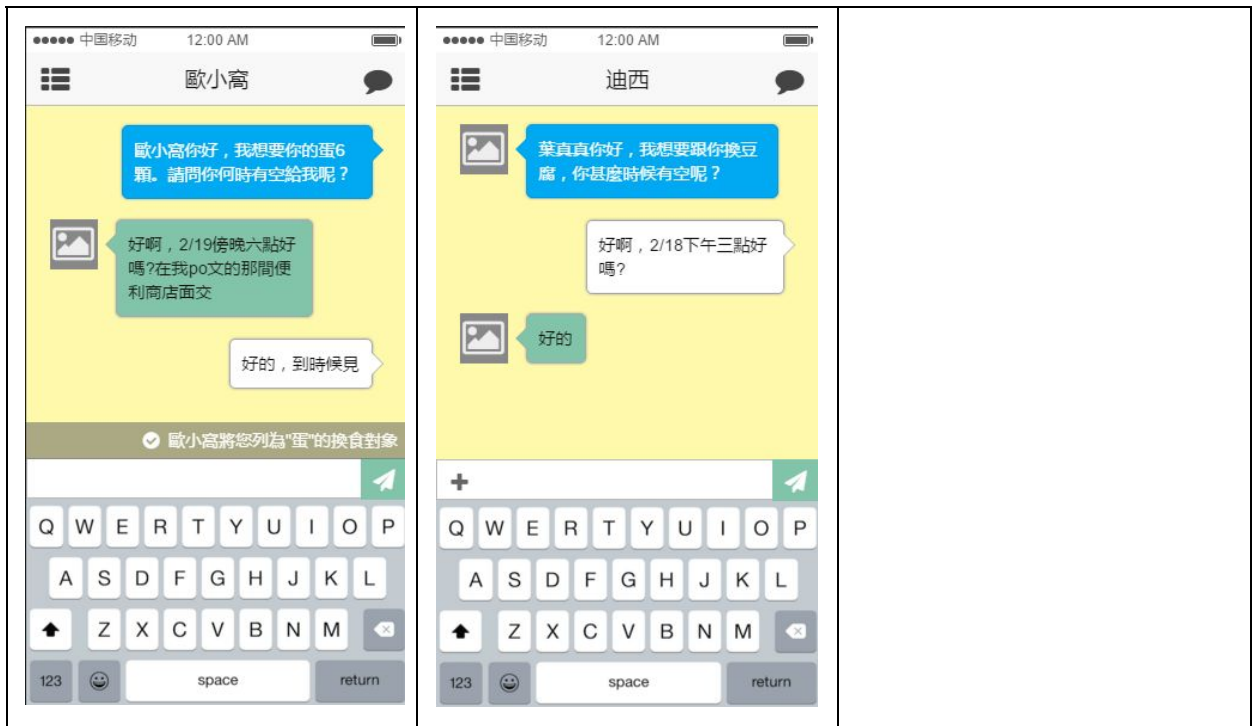 中国移动 12:00 AM
歐小窩
歐小窩你好，我想要你的蛋6
顆。請問你何時有空給我呢？
好啊，2/19傍晚六點好
嗎?在我po文的那間便
利商店面交
好的，到時候見
歐小窩將您列為"蛋"的換食對象
Q W E R T Y U I O P
A S D F G H J K L
Z X C V B N M
123 space return
中国移动 12:00 AM
迪西
葉真真你好，我想要跟你換豆
腐，你甚麼時候有空呢？
好啊，2/18下午三點好
嗎?
好的
+
Q W E R T Y U I O P
A S D F G H J K L
Z X C V B N M
123 space return